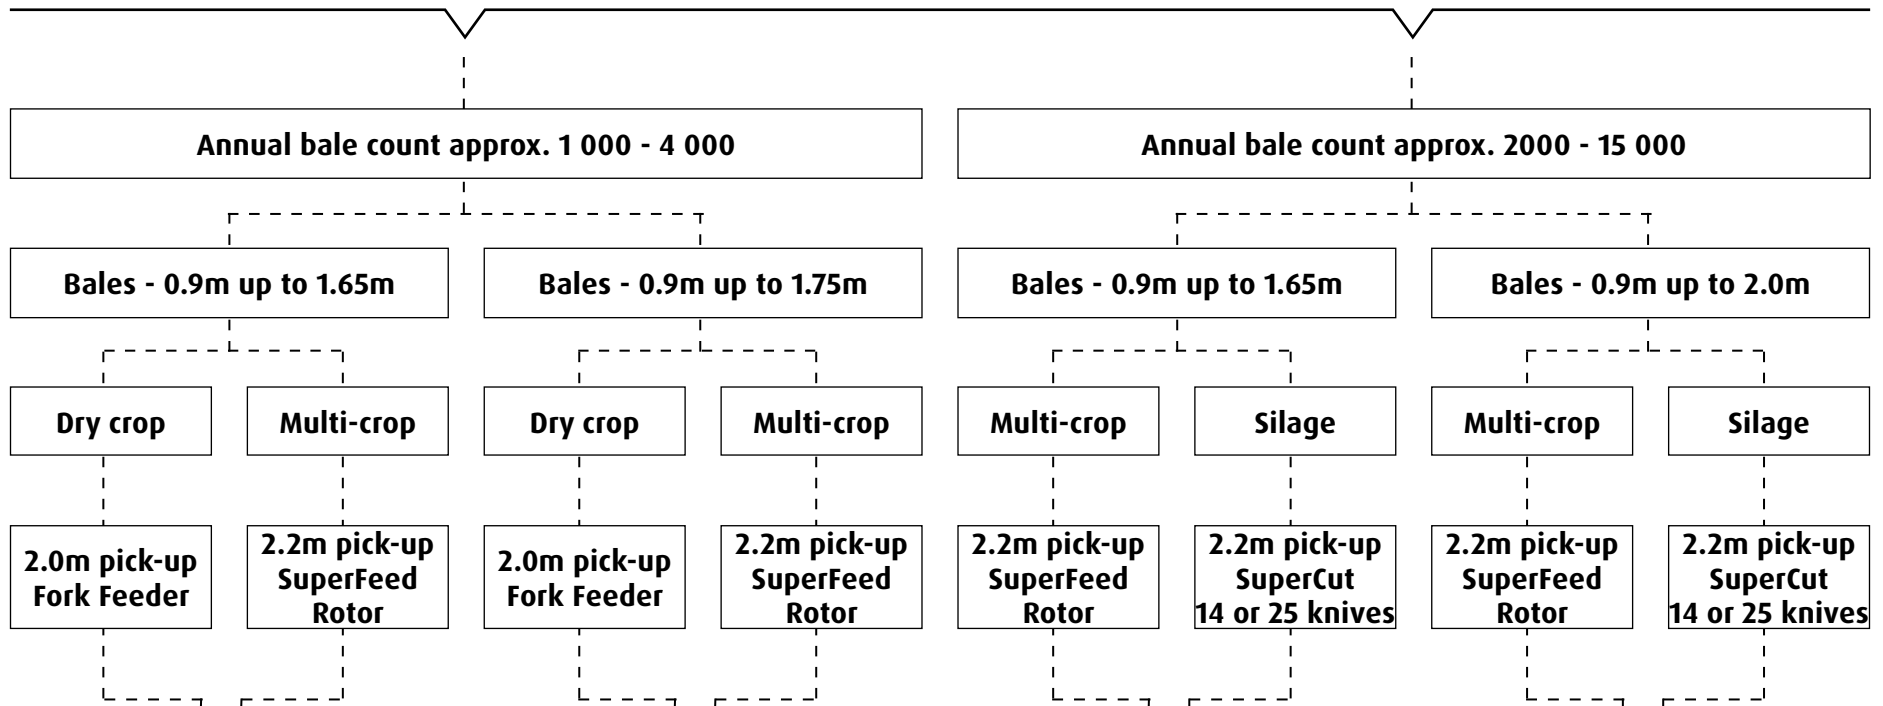 Annual bale count approx. 1 000 - 4 000
Annual bale count approx. 2000 - 15 000
Bales - 0.9m up to 1.65m
Bales - 0.9m up to 1.75m
Bales - 0.9m up to 1.65m
Bales - 0.9m up to 2.0m
Dry crop
Multi-crop
Dry crop
Multi-crop
Multi-crop
Silage
Multi-crop
Silage
2.0m pick-up
Fork Feeder
2.2m pick-up
SuperFeed
Rotor
2.0m pick-up
Fork Feeder
2.2m pick-up
SuperFeed
Rotor
2.2m pick-up
SuperFeed
Rotor
2.2m pick-up
SuperCut
14 or 25 knives
2.2m pick-up
SuperFeed
Rotor
2.2m pick-up
SuperCut
14 or 25 knives